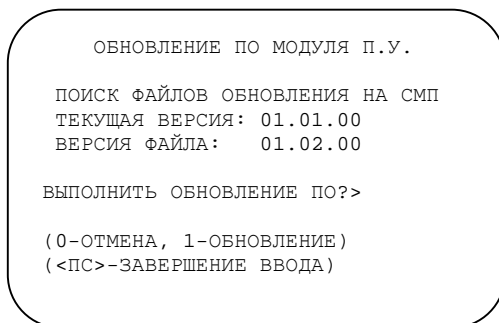 ОБНОВЛЕНИЕ ПО МОДУЛЯ П.У.
ПОИСК ФАЙЛОВ ОБНОВЛЕНИЯ НА СМП
ТЕКУЩАЯ ВЕРСИЯ: 01.01.00
ВЕРСИЯ ФАЙЛА: 01.02.00
ВЫПОЛНИТЬ ОБНОВЛЕНИЕ ПО?>
(0-ОТМЕНА, 1-ОБНОВЛЕНИЕ)
(<ПС>-ЗАВЕРШЕНИЕ ВВОДА)